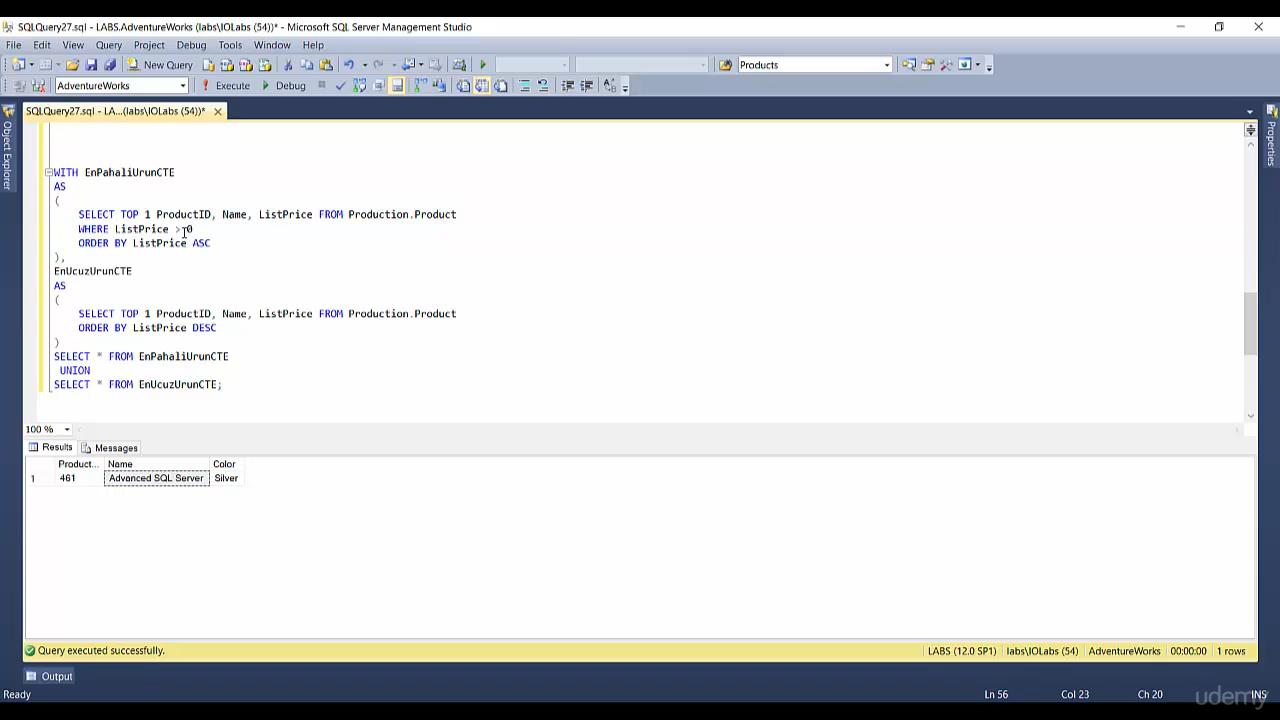 SQLQuery27.sql - LABS.AdventureWorks (labs\IOLabs (54))* - Microsoft SQL Server Management Studio
File Edit View Query Project Debug Tools Window Help
New Query Products
AdventureWorks Execute Debug
SQLQuery27.sql - LA...(labs\IOLabs (54))*
Object Explorer
Properties
WITH EnPahaliUrunCTE
AS
(
SELECT TOP 1 ProductID, Name, ListPrice FROM Production.Product
WHERE ListPrice > 0
ORDER BY ListPrice ASC
),
EnUcuzUrunCTE
AS
(
SELECT TOP 1 ProductID, Name, ListPrice FROM Production.Product
ORDER BY ListPrice DESC
)
SELECT * FROM EnPahaliUrunCTE
UNION
SELECT * FROM EnUcuzUrunCTE;
100 %
Results Messages
Product... Name Color
1 461 Advanced SQL Server Silver
Query executed successfully. LABS (12.0 SP1) labs\IOLabs (54) AdventureWorks 00:00:00 1 rows
Output
Ready Ln 56 Col 23 Ch 20 INS
udemy